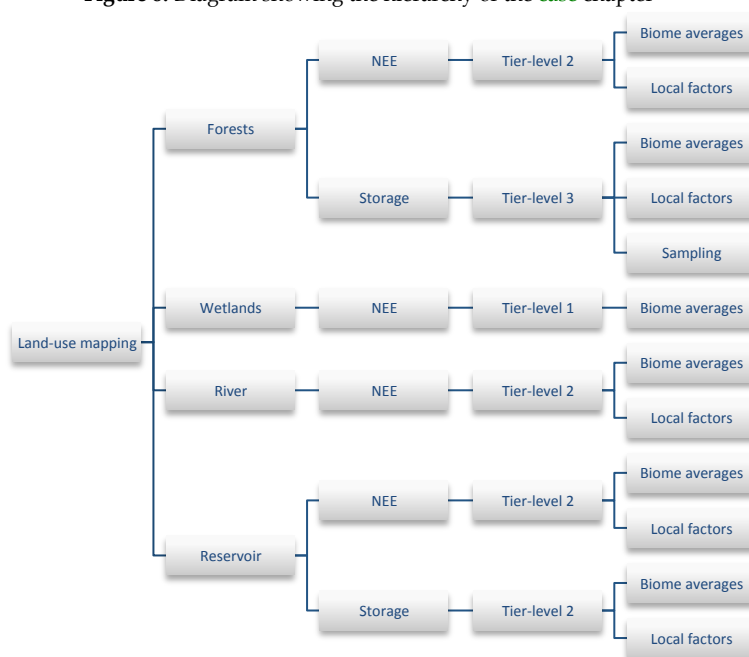 Figure 6: Diagram showing the hierarchy of the case chapter
Biome averages
NEE
Tier-level 2
Local factors
Forests
Biome averages
Storage
Tier-level 3
Local factors
Sampling
Wetlands
NEE
Tier-level 1
Biome averages
Land-use mapping
Biome averages
River
NEE
Tier-level 2
Local factors
Biome averages
NEE
Tier-level 2
Local factors
Reservoir
Biome averages
Storage
Tier-level 2
Local factors